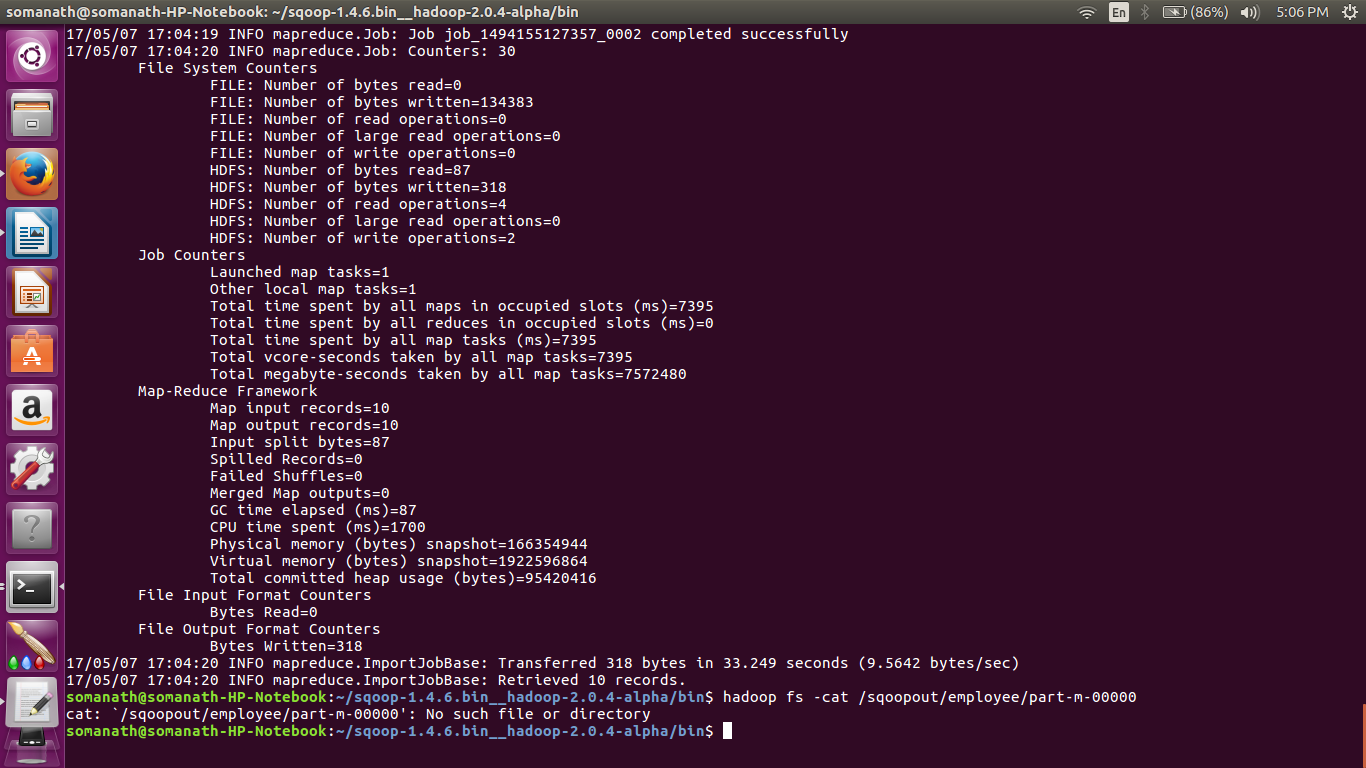 somanath@somanath-HP-Notebook: ~/sqoop-1.4.6.bin__hadoop-2.0.4-alpha/bin En (86%) 5:06 PM
17/05/07 17:04:19 INFO mapreduce.Job: Job job_1494155127357_0002 completed successfully
17/05/07 17:04:20 INFO mapreduce.Job: Counters: 30
File System Counters
FILE: Number of bytes read=0
FILE: Number of bytes written=134383
FILE: Number of read operations=0
FILE: Number of large read operations=0
FILE: Number of write operations=0
HDFS: Number of bytes read=87
HDFS: Number of bytes written=318
HDFS: Number of read operations=4
HDFS: Number of large read operations=0
HDFS: Number of write operations=2
Job Counters
Launched map tasks=1
Other local map tasks=1
Total time spent by all maps in occupied slots (ms)=7395
Total time spent by all reduces in occupied slots (ms)=0
Total time spent by all map tasks (ms)=7395
Total vcore-seconds taken by all map tasks=7395
Total megabyte-seconds taken by all map tasks=7572480
Map-Reduce Framework
Map input records=10
Map output records=10
Input split bytes=87
Spilled Records=0
Failed Shuffles=0
Merged Map outputs=0
GC time elapsed (ms)=87
CPU time spent (ms)=1700
Physical memory (bytes) snapshot=166354944
Virtual memory (bytes) snapshot=1922596864
Total committed heap usage (bytes)=95420416
File Input Format Counters
Bytes Read=0
File Output Format Counters
Bytes Written=318
17/05/07 17:04:20 INFO mapreduce.ImportJobBase: Transferred 318 bytes in 33.249 seconds (9.5642 bytes/sec)
17/05/07 17:04:20 INFO mapreduce.ImportJobBase: Retrieved 10 records.
somanath@somanath-HP-Notebook:~/sqoop-1.4.6.bin__hadoop-2.0.4-alpha/bin$ hadoop fs -cat /sqoopout/employee/part-m-00000
cat: `/sqoopout/employee/part-m-00000': No such file or directory
somanath@somanath-HP-Notebook:~/sqoop-1.4.6.bin__hadoop-2.0.4-alpha/bin$